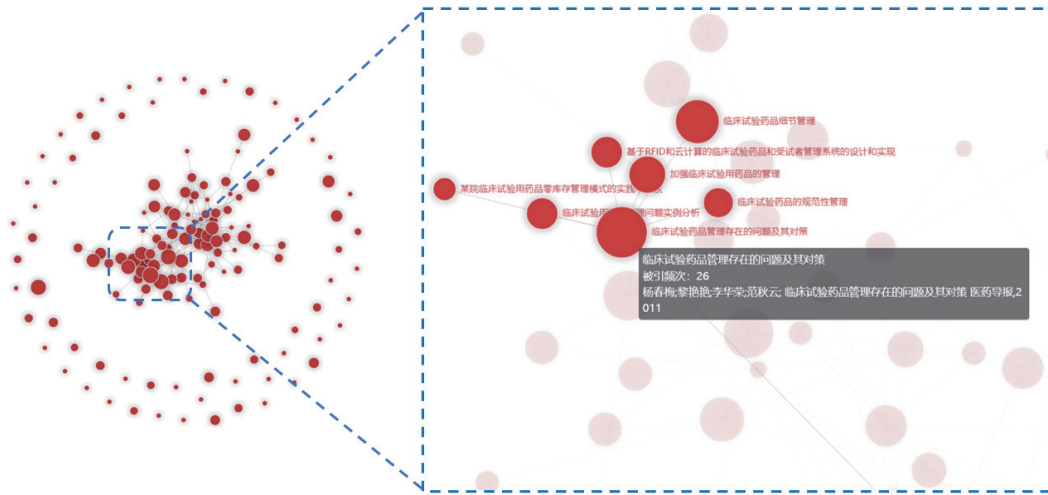 临床试验药品细节管理
基于RFID和云计算的临床试验药品和受试者管理系统的设计和实现
加强临床试验用药品的管理
某院临床试验用药品零库存管理模式的实践
临床试验药品的规范性管理
临床试验用 理问题实例分析
临床试验药品管理存在的问题及其对策
临床试验药品管理存在的问题及其对策
被引频次：26
杨春梅;黎艳艳;李华荣;范秋云; 临床试验药品管理存在的问题及其对策 医药导报,2
011